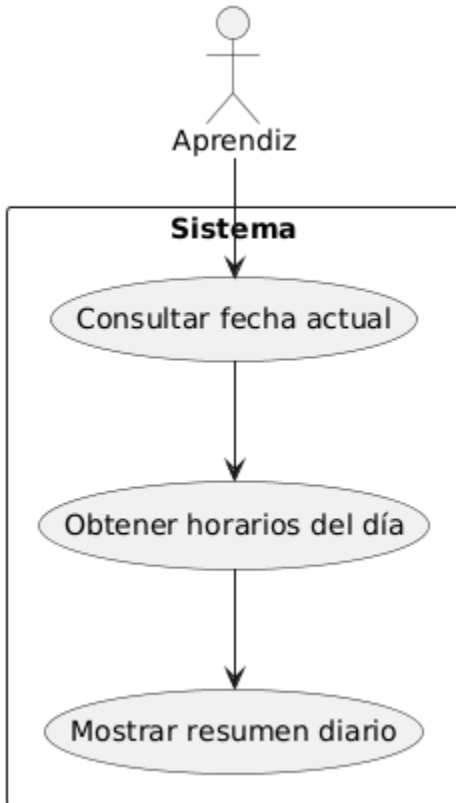 Aprendiz
Sistema
Consultar fecha actual
Obtener horarios del día
Mostrar resumen diario